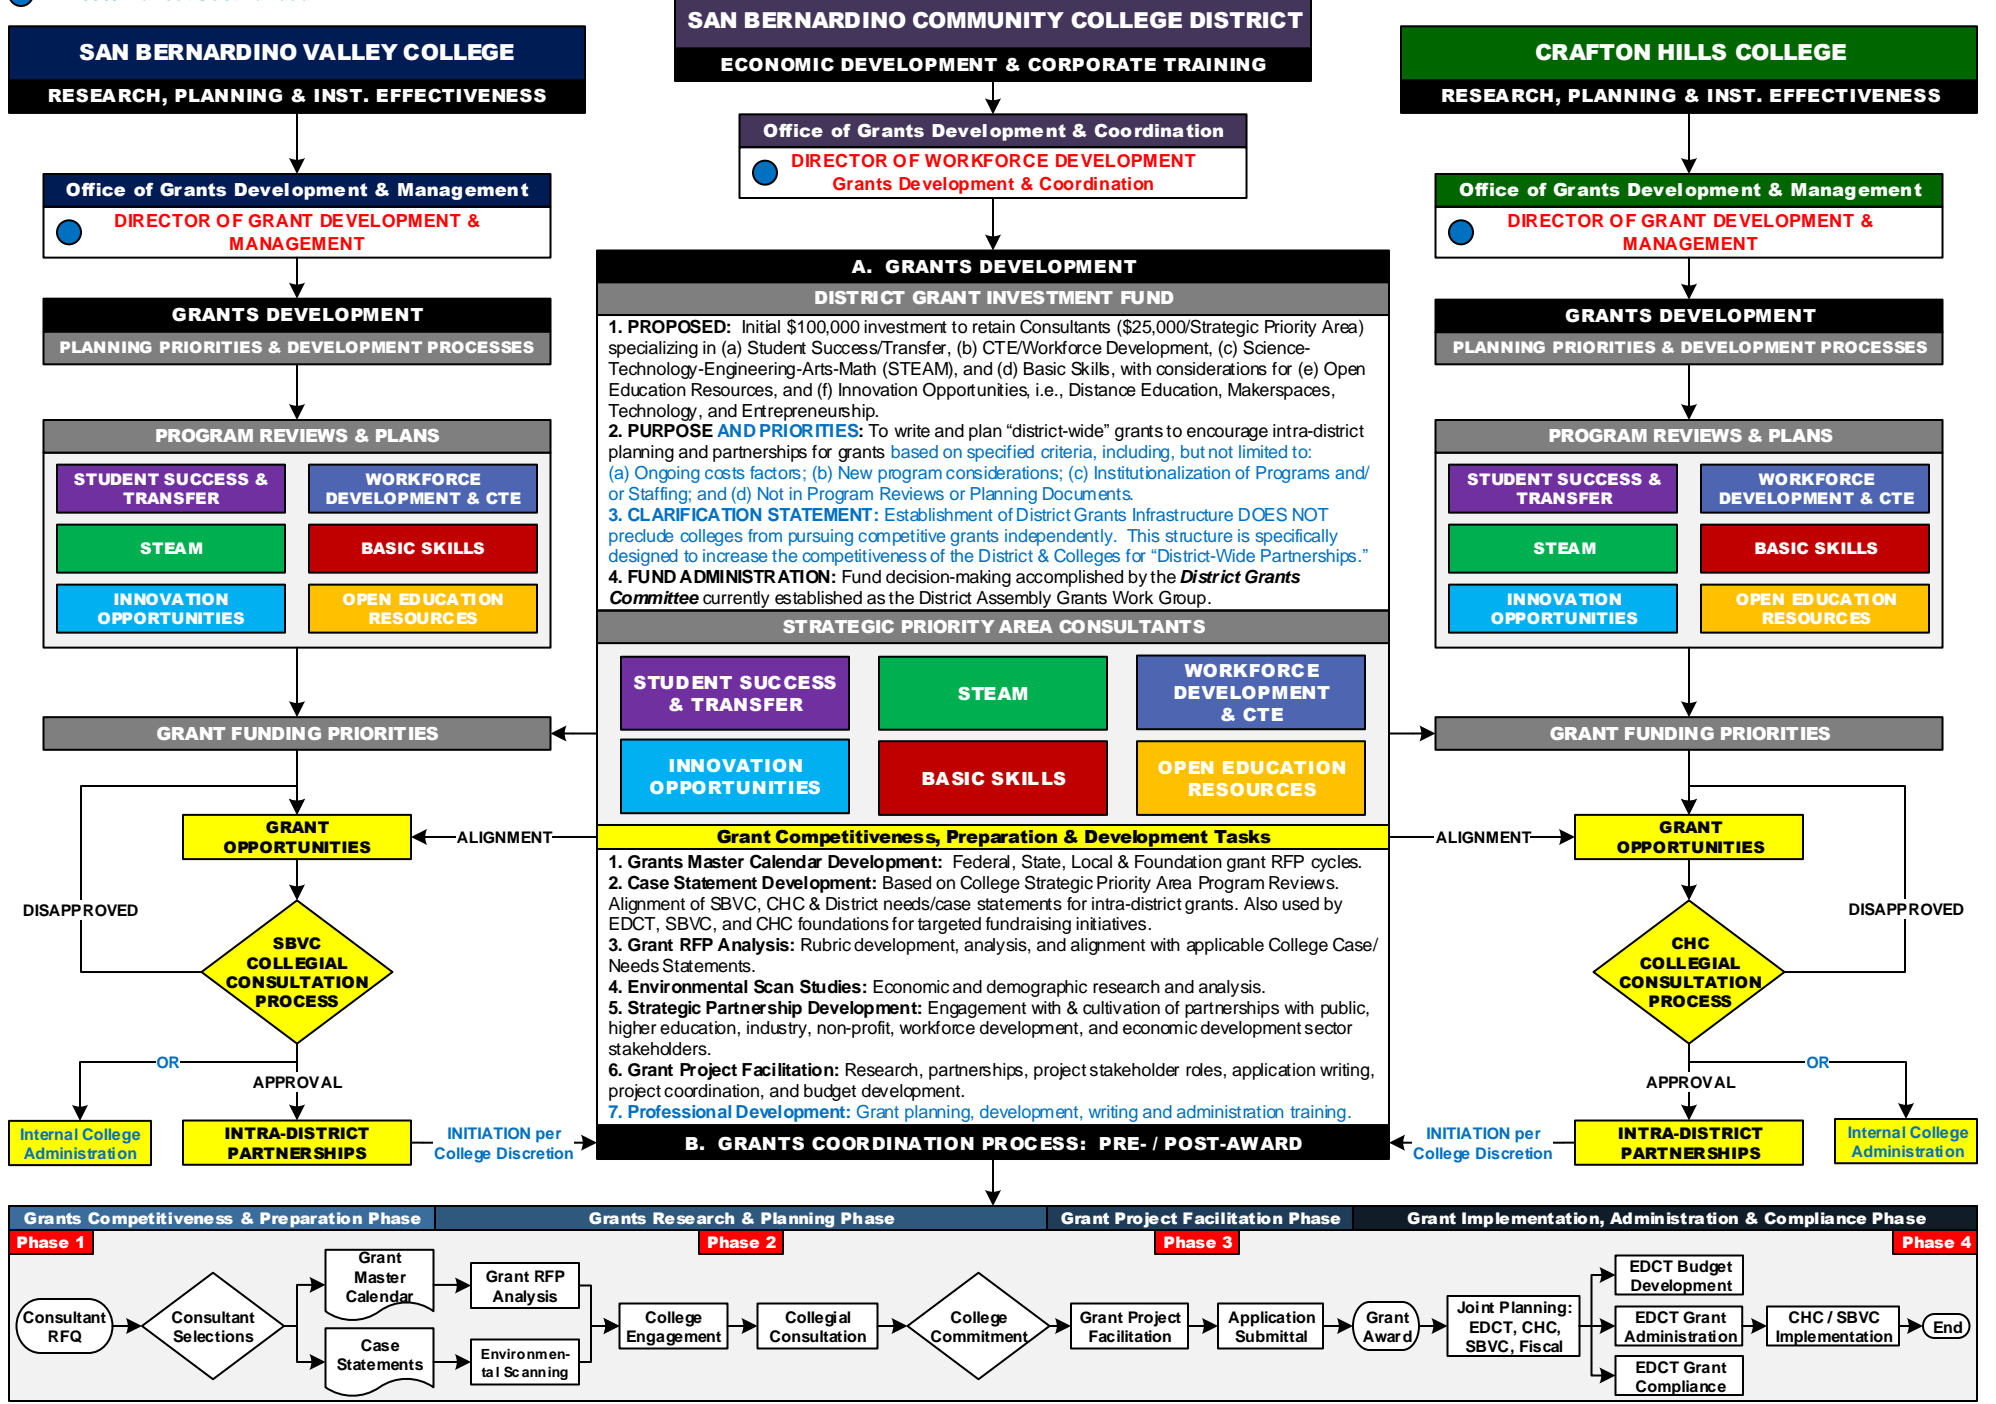 SAN BERNARDINO VALLEY COLLEGE
RESEARCH, PLANNING & INST. EFFECTIVENESS
Office of Grants Development & Management
DIRECTOR OF GRANT DEVELOPMENT &
MANAGEMENT
GRANTS DEVELOPMENT
PLANNING PRIORITIES & DEVELOPMENT PROCESSES
PROGRAM REVIEWS & PLANS
STUDENT SUCCESS &
TRANSFER
WORKFORCE
DEVELOPMENT & CTE
STEAM
BASIC SKILLS
INNOVATION
OPPORTUNITIES
OPEN EDUCATION
RESOURCES
GRANT FUNDING PRIORITIES
GRANT
OPPORTUNITIES
ALIGNMENT
DISAPPROVED
SBVC
COLLEGIAL
CONSULTATION
PROCESS
OR
APPROVAL
Internal College
Administration
INTRA-DISTRICT
PARTNERSHIPS
INITIATION per
College Discretion
SAN BERNARDINO COMMUNITY COLLEGE DISTRICT
ECONOMIC DEVELOPMENT & CORPORATE TRAINING
Office of Grants Development & Coordination
DIRECTOR OF WORKFORCE DEVELOPMENT
Grants Development & Coordination
A. GRANTS DEVELOPMENT
DISTRICT GRANT INVESTMENT FUND
1. PROPOSED: Initial $100,000 investment to retain Consultants ($25,000/Strategic Priority Area)
specializing in (a) Student Success/Transfer, (b) CTE/Workforce Development, (c) Science-
Technology-Engineering-Arts-Math (STEAM), and (d) Basic Skills, with considerations for (e) Open
Education Resources, and (f) Innovation Opportunities, i.e., Distance Education, Makerspaces,
Technology, and Entrepreneurship.
2. PURPOSE AND PRIORITIES: To write and plan “district-wide” grants to encourage intra-district
planning and partnerships for grants based on specified criteria, including, but not limited to:
(a) Ongoing costs factors; (b) New program considerations; (c) Institutionalization of Programs and/
or Staffing; and (d) Not in Program Reviews or Planning Documents.
3. CLARIFICATION STATEMENT: Establishment of District Grants Infrastructure DOES NOT
preclude colleges from pursuing competitive grants independently. This structure is specifically
designed to increase the competitiveness of the District & Colleges for “District-Wide Partnerships.”
4. FUND ADMINISTRATION: Fund decision-making accomplished by the District Grants
Committee currently established as the District Assembly Grants Work Group.
STRATEGIC PRIORITY AREA CONSULTANTS
STUDENT SUCCESS
& TRANSFER
STEAM
WORKFORCE
DEVELOPMENT
& CTE
INNOVATION
OPPORTUNITIES
BASIC SKILLS
OPEN EDUCATION
RESOURCES
Grant Competitiveness, Preparation & Development Tasks
1. Grants Master Calendar Development: Federal, State, Local & Foundation grant RFP cycles.
2. Case Statement Development: Based on College Strategic Priority Area Program Reviews.
Alignment of SBVC, CHC & District needs/case statements for intra-district grants. Also used by
EDCT, SBVC, and CHC foundations for targeted fundraising initiatives.
3. Grant RFP Analysis: Rubric development, analysis, and alignment with applicable College Case/
Needs Statements.
4. Environmental Scan Studies: Economic and demographic research and analysis.
5. Strategic Partnership Development: Engagement with & cultivation of partnerships with public,
higher education, industry, non-profit, workforce development, and economic development sector
stakeholders.
6. Grant Project Facilitation: Research, partnerships, project stakeholder roles, application writing,
project coordination, and budget development.
7. Professional Development: Grant planning, development, writing and administration training.
B. GRANTS COORDINATION PROCESS: PRE- / POST-AWARD
CRAFTON HILLS COLLEGE
RESEARCH, PLANNING & INST. EFFECTIVENESS
Office of Grants Development & Management
DIRECTOR OF GRANT DEVELOPMENT &
MANAGEMENT
GRANTS DEVELOPMENT
PLANNING PRIORITIES & DEVELOPMENT PROCESSES
PROGRAM REVIEWS & PLANS
STUDENT SUCCESS &
TRANSFER
WORKFORCE
DEVELOPMENT & CTE
STEAM
BASIC SKILLS
INNOVATION
OPPORTUNITIES
OPEN EDUCATION
RESOURCES
GRANT FUNDING PRIORITIES
ALIGNMENT
GRANT
OPPORTUNITIES
DISAPPROVED
CHC
COLLEGIAL
CONSULTATION
PROCESS
OR
APPROVAL
INITIATION per
College Discretion
INTRA-DISTRICT
PARTNERSHIPS
Internal College
Administration
Grants Competitiveness & Preparation Phase
Grants Research & Planning Phase
Grant Project Facilitation Phase
Grant Implementation, Administration & Compliance Phase
Phase 1
Phase 2
Phase 3
Phase 4
Consultant
RFQ
Consultant
Selections
Grant
Master
Calendar
Case
Statements
Grant RFP
Analysis
Environmen-
tal Scanning
College
Engagement
Collegial
Consultation
College
Commitment
Grant Project
Facilitation
Application
Submittal
Grant
Award
Joint Planning:
EDCT, CHC,
SBVC, Fiscal
EDCT Budget
Development
EDCT Grant
Administration
EDCT Grant
Compliance
CHC / SBVC
Implementation
End